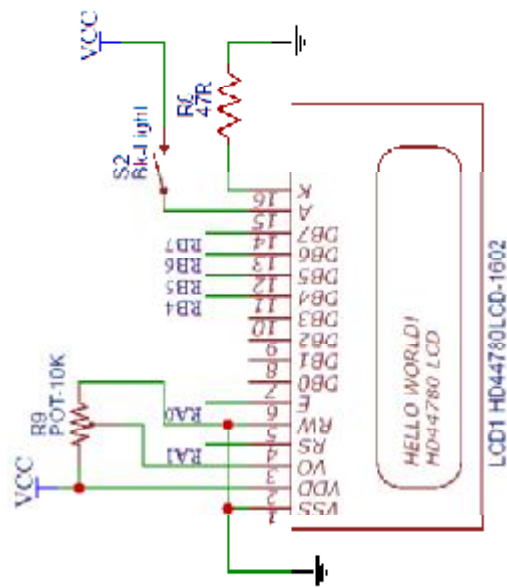 VCC
S2
Bk-Light
47R
K
16
A
15
DB7
14
RB7
DB6
13
RB6
DB5
12
RB5
DB4
11
RB4
DB3
10
DB2
9
DB1
8
DB0
7
E
6
RA0
RW
5
RS
4
RA1
VO
3
VDD
2
VSS
1
R9
POT-10K
VCC
HELLO WORLD!
HD44780 LCD
LCD1 HD44780LCD-1602